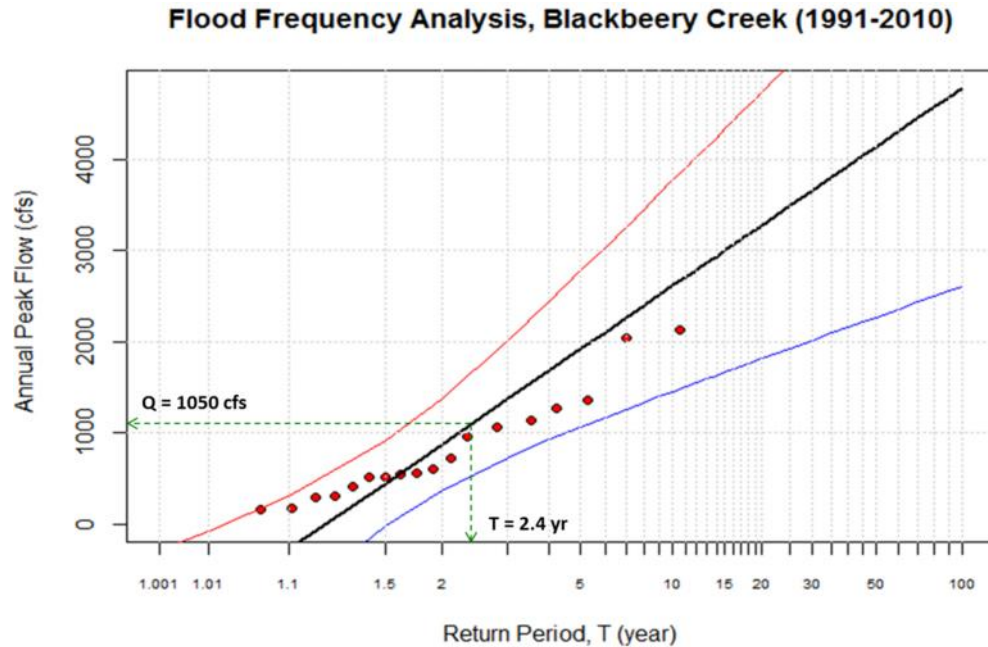 Flood Frequency Analysis, Blackbeery Creek (1991-2010)
Annual Peak Flow (cfs)
4000
3000
2000
1000
0
Q = 1050 cfs
T = 2.4 yr
1.001 1.01 1.1 1.5 2 5 10 15 20 30 50 100
Return Period, T (year)